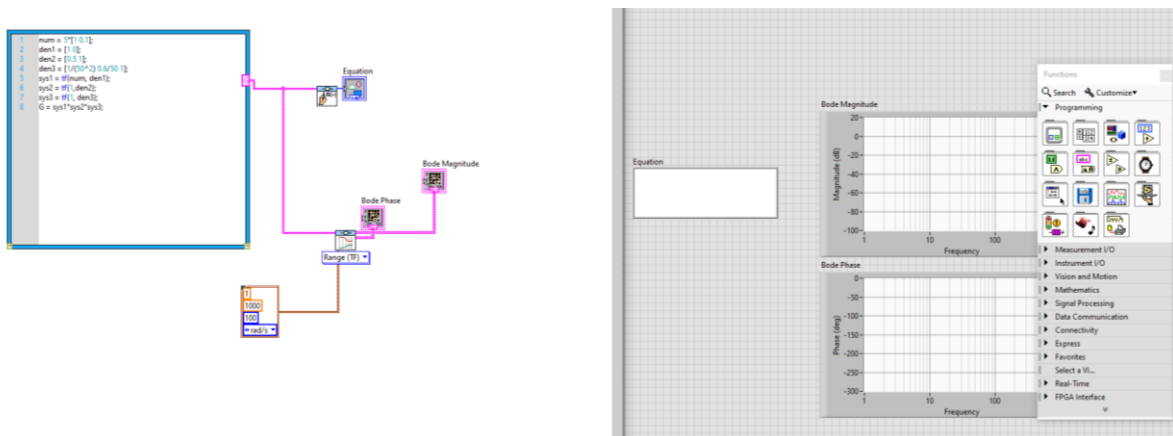 1 num = 5*[1 0.1];
2 den1 = [1 0];
3 den2 = [0.5 1];
4 den3 = [1/(50^2) 0.6/50 1];
5 sys1 = tf(num, den1);
6 sys2 = tf(1,den2);
7 sys3 = tf(1, den3);
8 G = sys1*sys2*sys3;
G
Equation
Bode Magnitude
Bode Phase
Range (TF)
1
1000
100
rad/s
Equation
Bode Magnitude
Magnitude (dB)
20
0
-20
-40
-60
-80
-100
1 10 100
Frequency
Bode Phase
Phase (deg)
0
-50
-100
-150
-200
-250
-300
1 10 100
Frequency
Functions
Search Customize
Programming
Measurement I/O
Instrument I/O
Vision and Motion
Mathematics
Signal Processing
Data Communication
Connectivity
Express
Favorites
Select a VI...
Real-Time
FPGA Interface